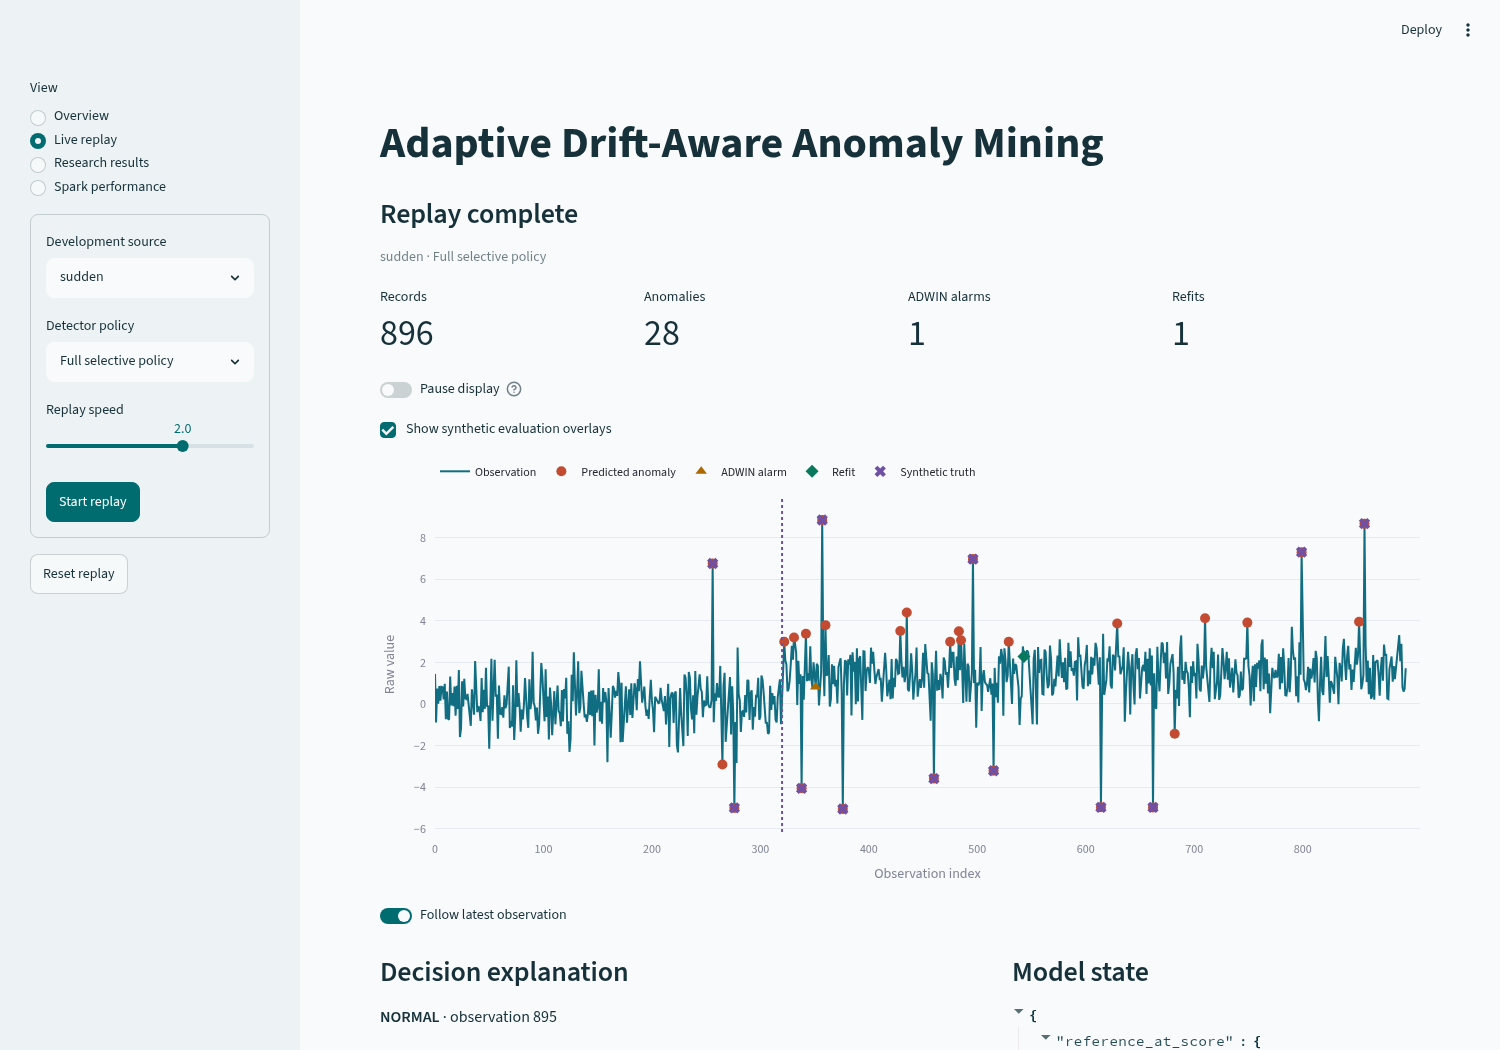 Deploy
View
Overview
Live replay
Research results
Spark performance
Development source
sudden
Detector policy
Full selective policy
Replay speed
2.0
Start replay
Reset replay
Adaptive Drift-Aware Anomaly Mining
Replay complete
sudden · Full selective policy
Records Anomalies ADWIN alarms Refits
896 28 1 1
Pause display
Show synthetic evaluation overlays
Observation Predicted anomaly ADWIN alarm Refit Synthetic truth
8
6
4
2
0
−2
−4
−6
Raw value
0 100 200 300 400 500 600 700 800
Observation index
Follow latest observation
Decision explanation
NORMAL · observation 895
Model state
{
"reference_at_score" : {